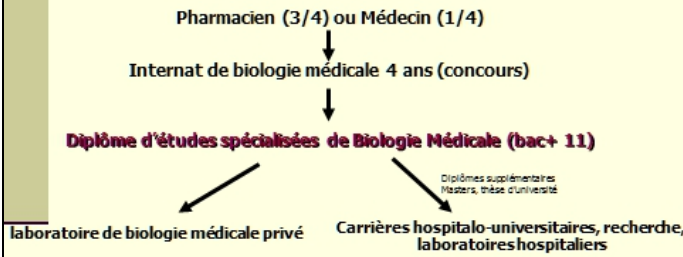 Pharmacien (3/4) ou Médecin (1/4)
Internat de biologie médicale 4 ans (concours)
Diplôme d'études spécialisées de Biologie Médicale (bac+ 11)
Diplômes supplémentaires
Masters, thèse d'université
laboratoire de biologie médicale privé
Carrières hospitalo-universitaires, recherche,
laboratoires hospitaliers